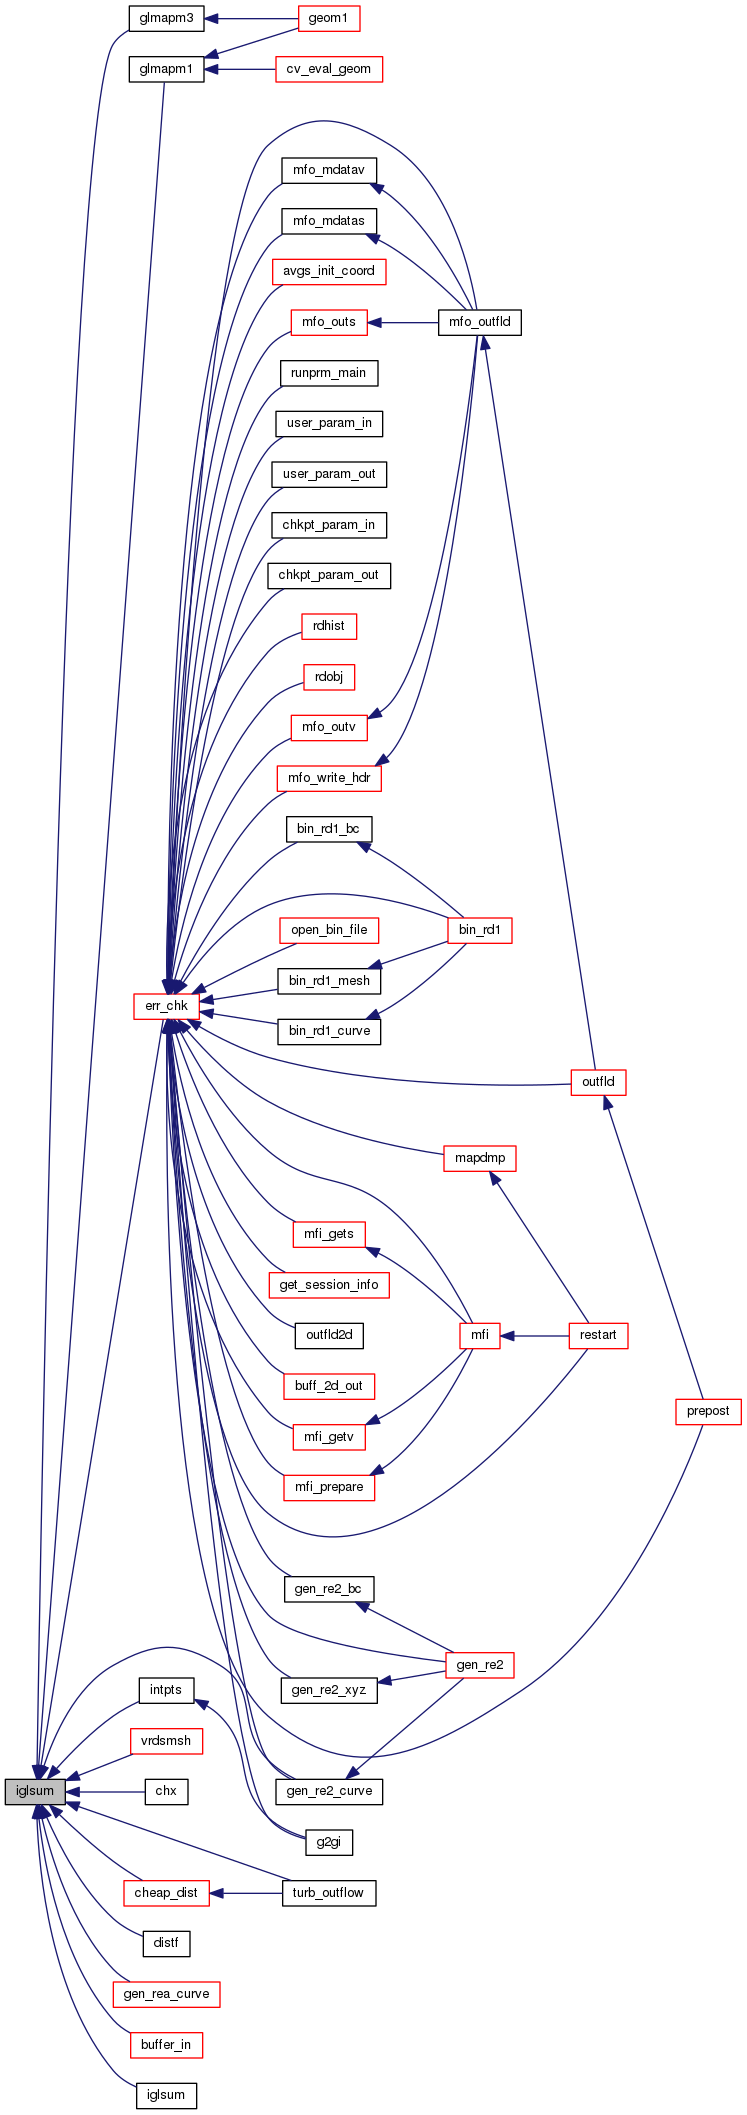 glmapm3
geom1
glmapm1
cv_eval_geom
mfo_mdatav
mfo_mdatas
avgs_init_coord
mfo_outs
mfo_outfld
runprm_main
user_param_in
user_param_out
chkpt_param_in
chkpt_param_out
rdhist
rdobj
mfo_outv
mfo_write_hdr
bin_rd1_bc
open_bin_file
bin_rd1
bin_rd1_mesh
err_chk
bin_rd1_curve
outfld
mapdmp
mfi_gets
get_session_info
outfld2d
mfi
restart
buff_2d_out
prepost
mfi_getv
mfi_prepare
gen_re2_bc
gen_re2
intpts
gen_re2_xyz
vrdsmsh
iglsum
chx
gen_re2_curve
g2gi
cheap_dist
turb_outflow
distf
gen_rea_curve
buffer_in
iglsum